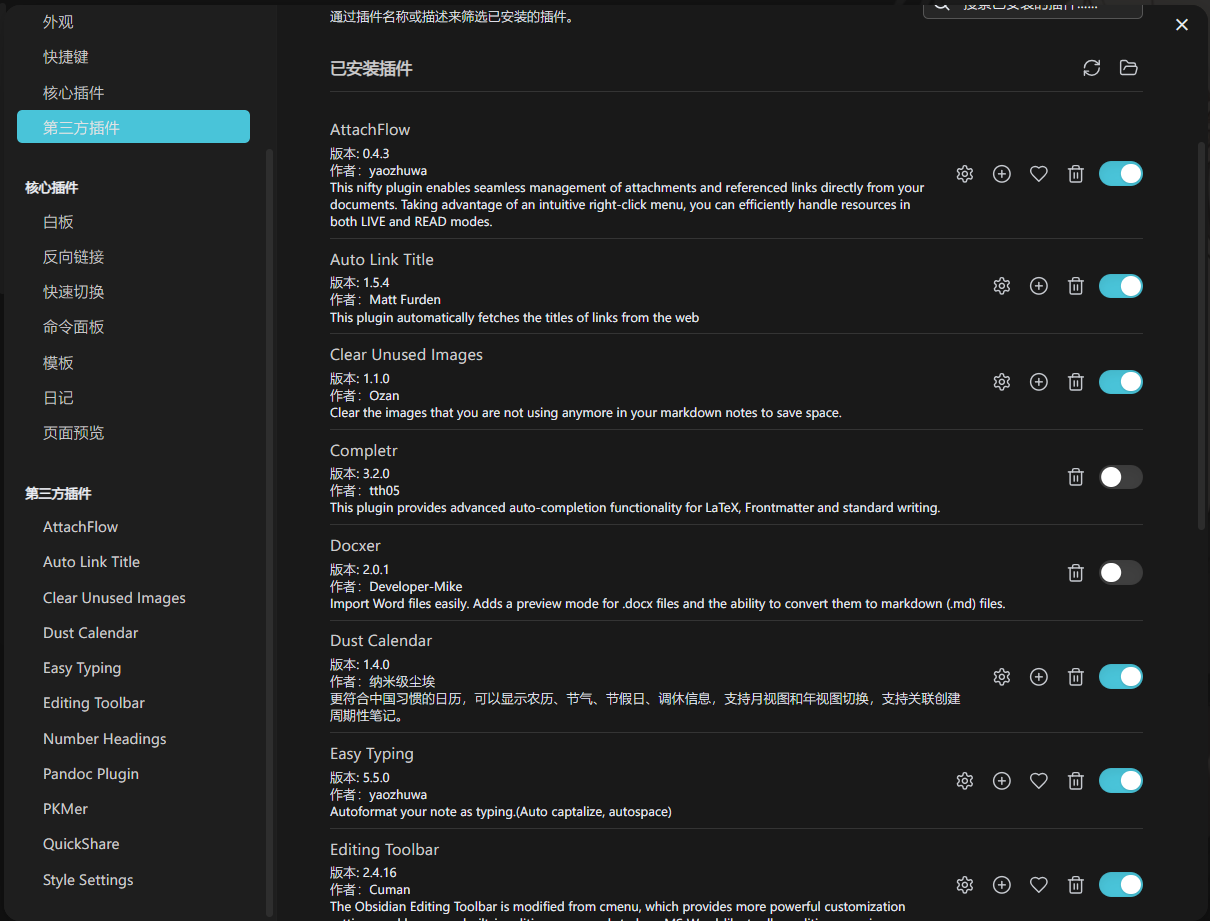 外观
快捷键
核心插件
第三方插件
核心插件
白板
反向链接
快速切换
命令面板
模板
日记
页面预览
第三方插件
AttachFlow
Auto Link Title
Clear Unused Images
Dust Calendar
Easy Typing
Editing Toolbar
Number Headings
Pandoc Plugin
PKMer
QuickShare
Style Settings
通过插件名称或描述来筛选已安装的插件。
搜索已安装的插件......
已安装插件
AttachFlow
版本: 0.4.3
作者：yaozhuwa
This nifty plugin enables seamless management of attachments and referenced links directly from your
documents. Taking advantage of an intuitive right-click menu, you can efficiently handle resources in
both LIVE and READ modes.
Auto Link Title
版本: 1.5.4
作者：Matt Furden
This plugin automatically fetches the titles of links from the web
Clear Unused Images
版本: 1.1.0
作者：Ozan
Clear the images that you are not using anymore in your markdown notes to save space.
Completr
版本: 3.2.0
作者：tth05
This plugin provides advanced auto-completion functionality for LaTeX, Frontmatter and standard writing.
Docxer
版本: 2.0.1
作者：Developer-Mike
Import Word files easily. Adds a preview mode for .docx files and the ability to convert them to markdown (.md) files.
Dust Calendar
版本: 1.4.0
作者：纳米级尘埃
更符合中国习惯的日历，可以显示农历、节气、节假日、调休信息，支持月视图和年视图切换，支持关联创建
周期性笔记。
Easy Typing
版本: 5.5.0
作者：yaozhuwa
Autoformat your note as typing.(Auto captalize, autospace)
Editing Toolbar
版本: 2.4.16
作者：Cuman
The Obsidian Editing Toolbar is modified from cmenu, which provides more powerful customization